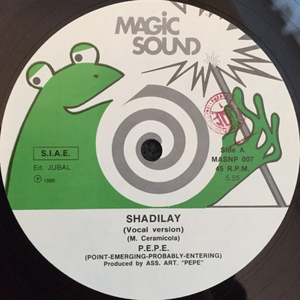 MAGIC
SOUND
S.I.A.E.
Ed. JUBAL
℗ 1986
Side A
MASNP 007
45 R.P.M.
5.55
SHADILAY
(Vocal version)
(M. Ceramicola)
P.E.P.E.
(POINT-EMERGING-PROBABLY-ENTERING)
Produced by ASS. ART. "PEPE"